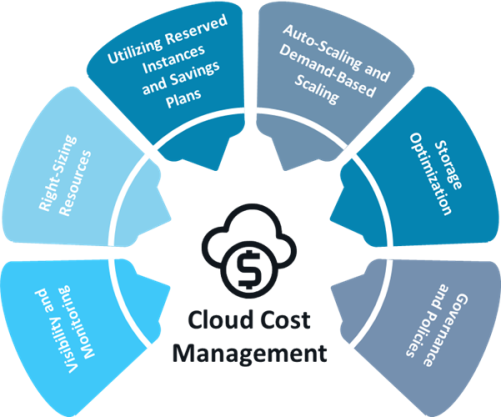 Utilizing Reserved
Instances
and Savings
Plans
Auto-Scaling and
Demand-Based
Scaling
Right-Sizing
Resources
Storage
Optimization
Visibility and
Monitoring
$
Cloud Cost
Management
Governance
and Policies